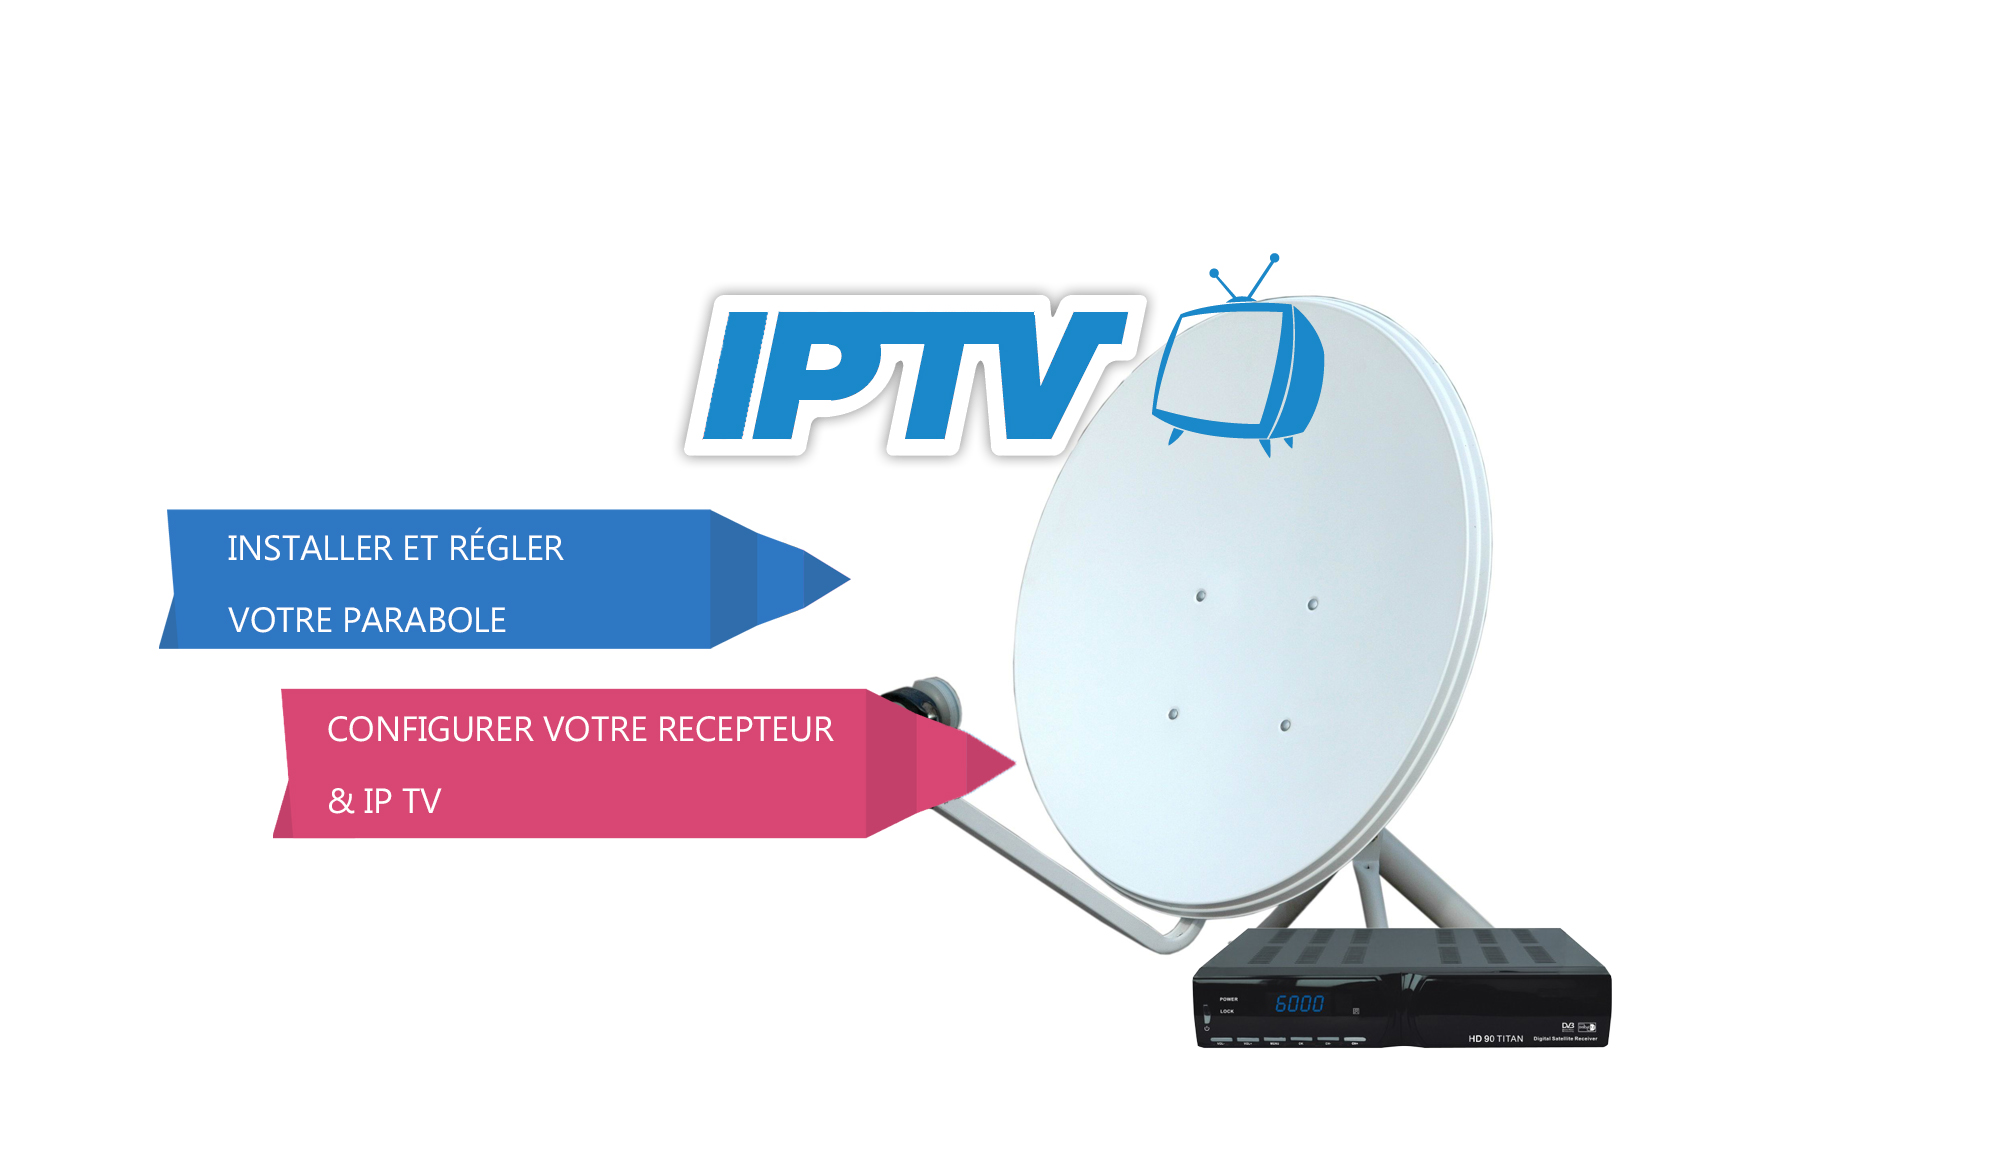 IPTV
INSTALLER ET RÉGLER
VOTRE PARABOLE
CONFIGURER VOTRE RECEPTEUR
& IP TV
POWER
6000
LOCK
DVB
HD 90 TITAN Digital Satellite Receiver